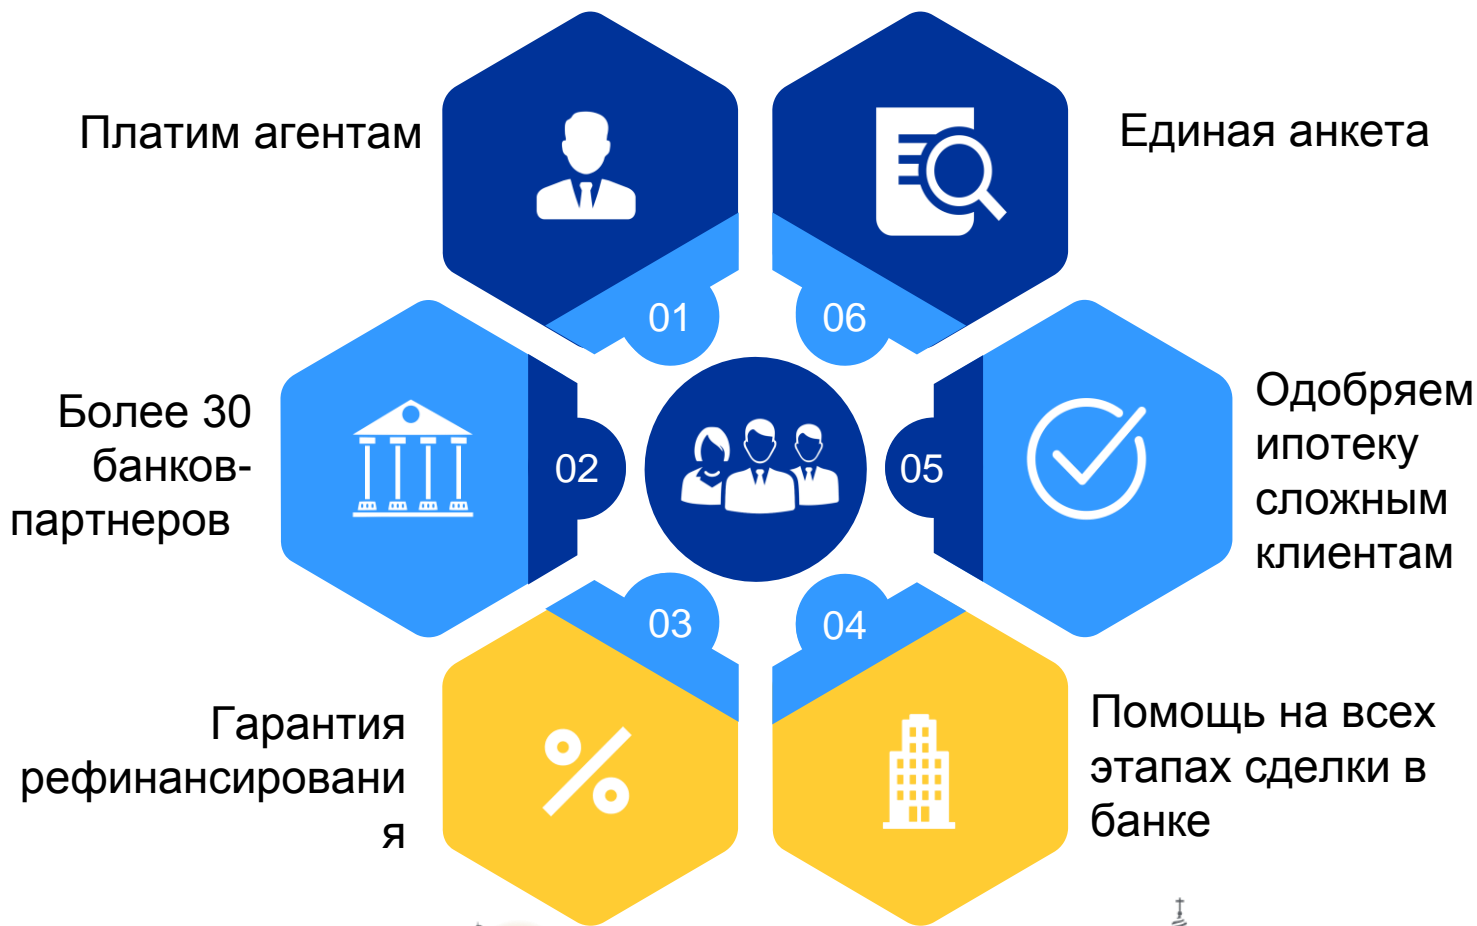 Платим агентам
01
Более 30
банков-
партнеров
02
Гарантия
рефинансировани
я
03
Единая анкета
06
Одобряем
ипотеку
сложным
клиентам
05
Помощь на всех
этапах сделки в
банке
04